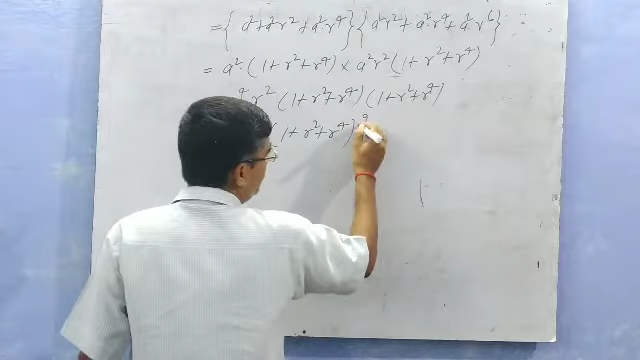 = {a²+a²r²+a²r⁴} {a²r²+a²r⁴+a²r⁶}
= a²·(1+r²+r⁴) × a²r²(1+r²+r⁴)
⁴r²(1+r²+r⁴)(1+r²+r⁴)
(1+r²+r⁴)²